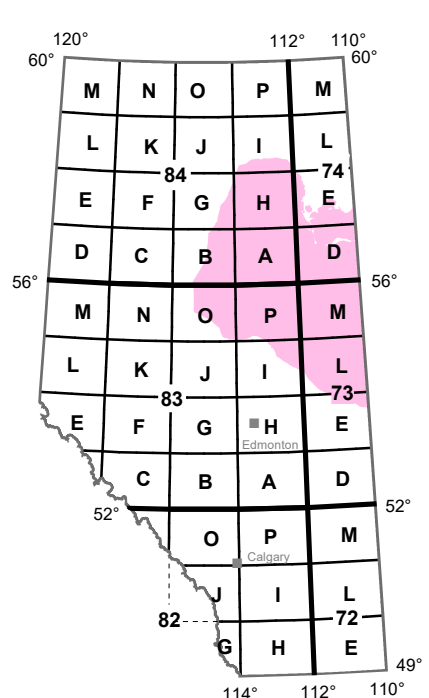 120° 112° 110°
60° 60°
M N O P M
L K J I L
84 74
E F G H E
D C B A D
56° 56°
M N O P M
L K J I L
83 73
E F G H E
Edmonton
C B A D
52° 52°
O P M
Calgary
J I L
82 72
G H E
49°
114° 112° 110°